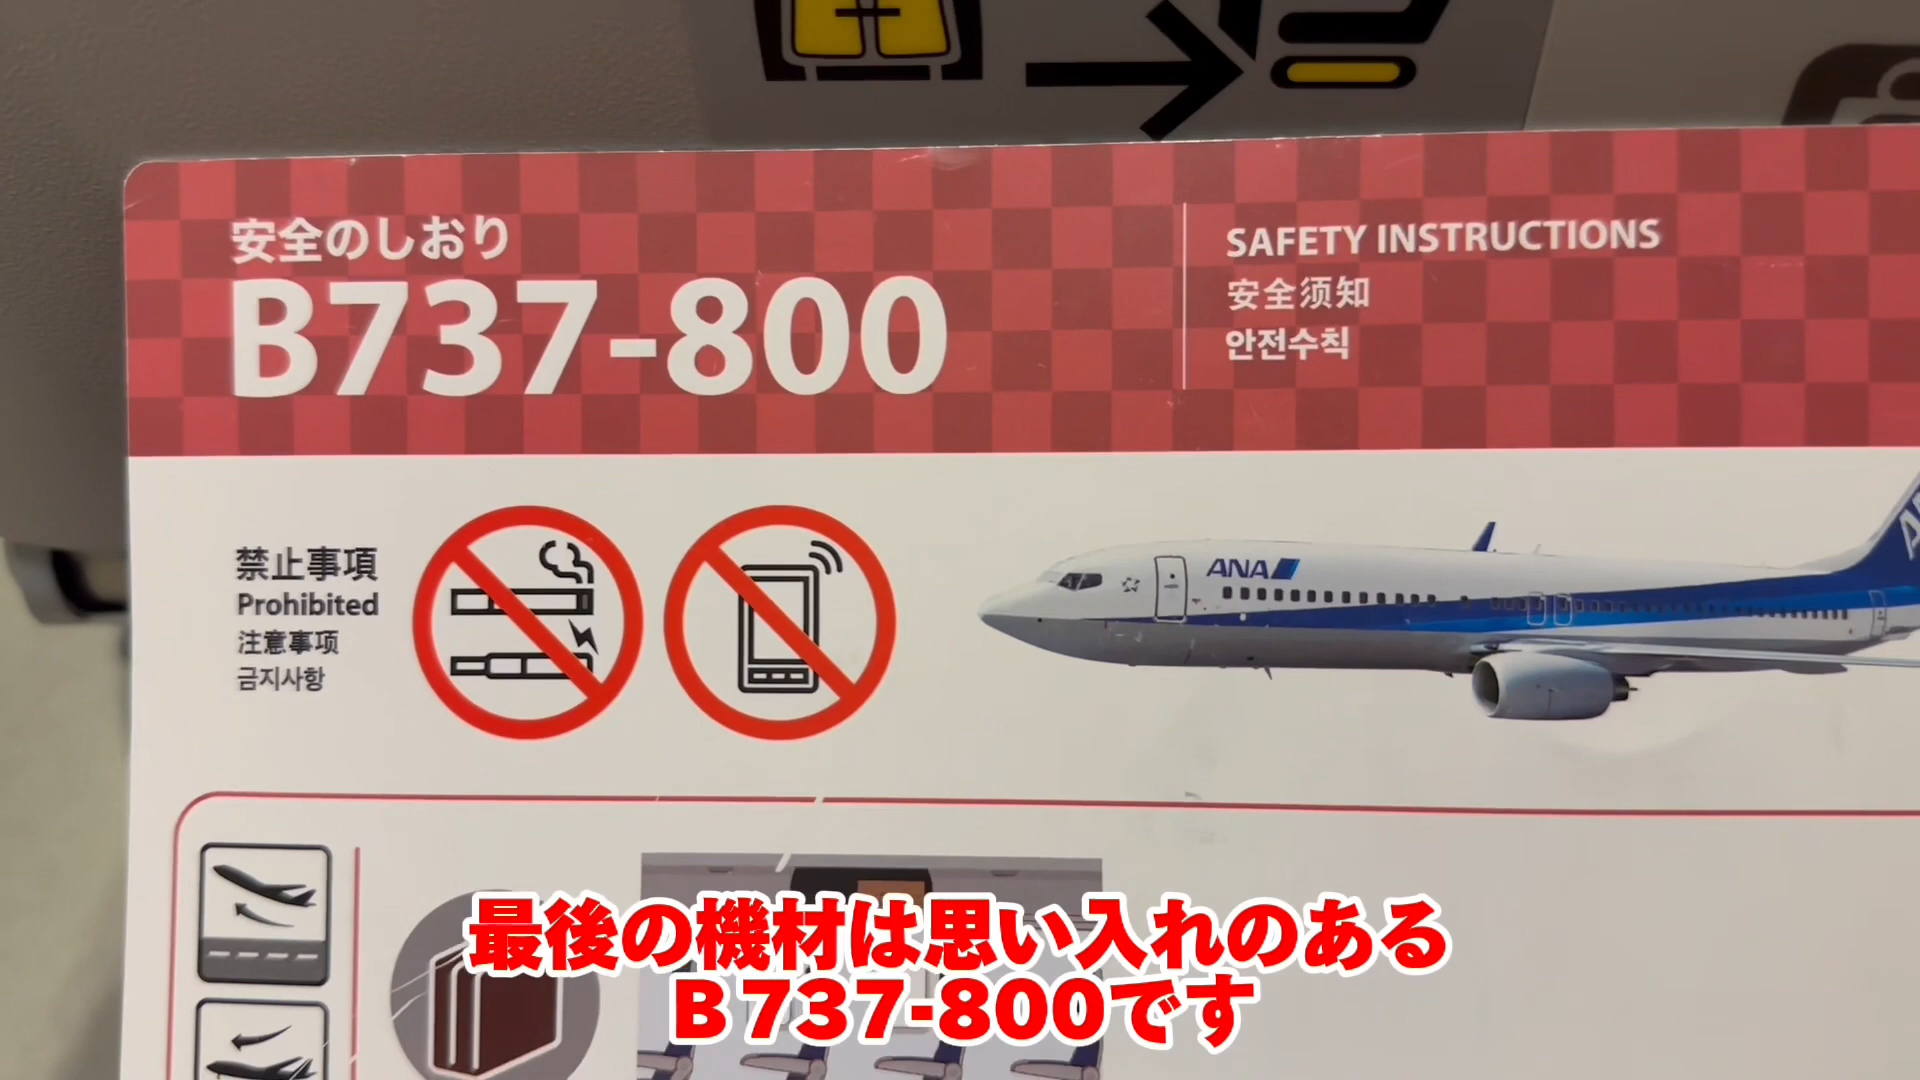 安全のしおり
B737-800
SAFETY INSTRUCTIONS
安全须知
안전수칙
禁止事項
Prohibited
注意事项
금지사항
ANA
最後の機材は思い入れのある
B737-800です